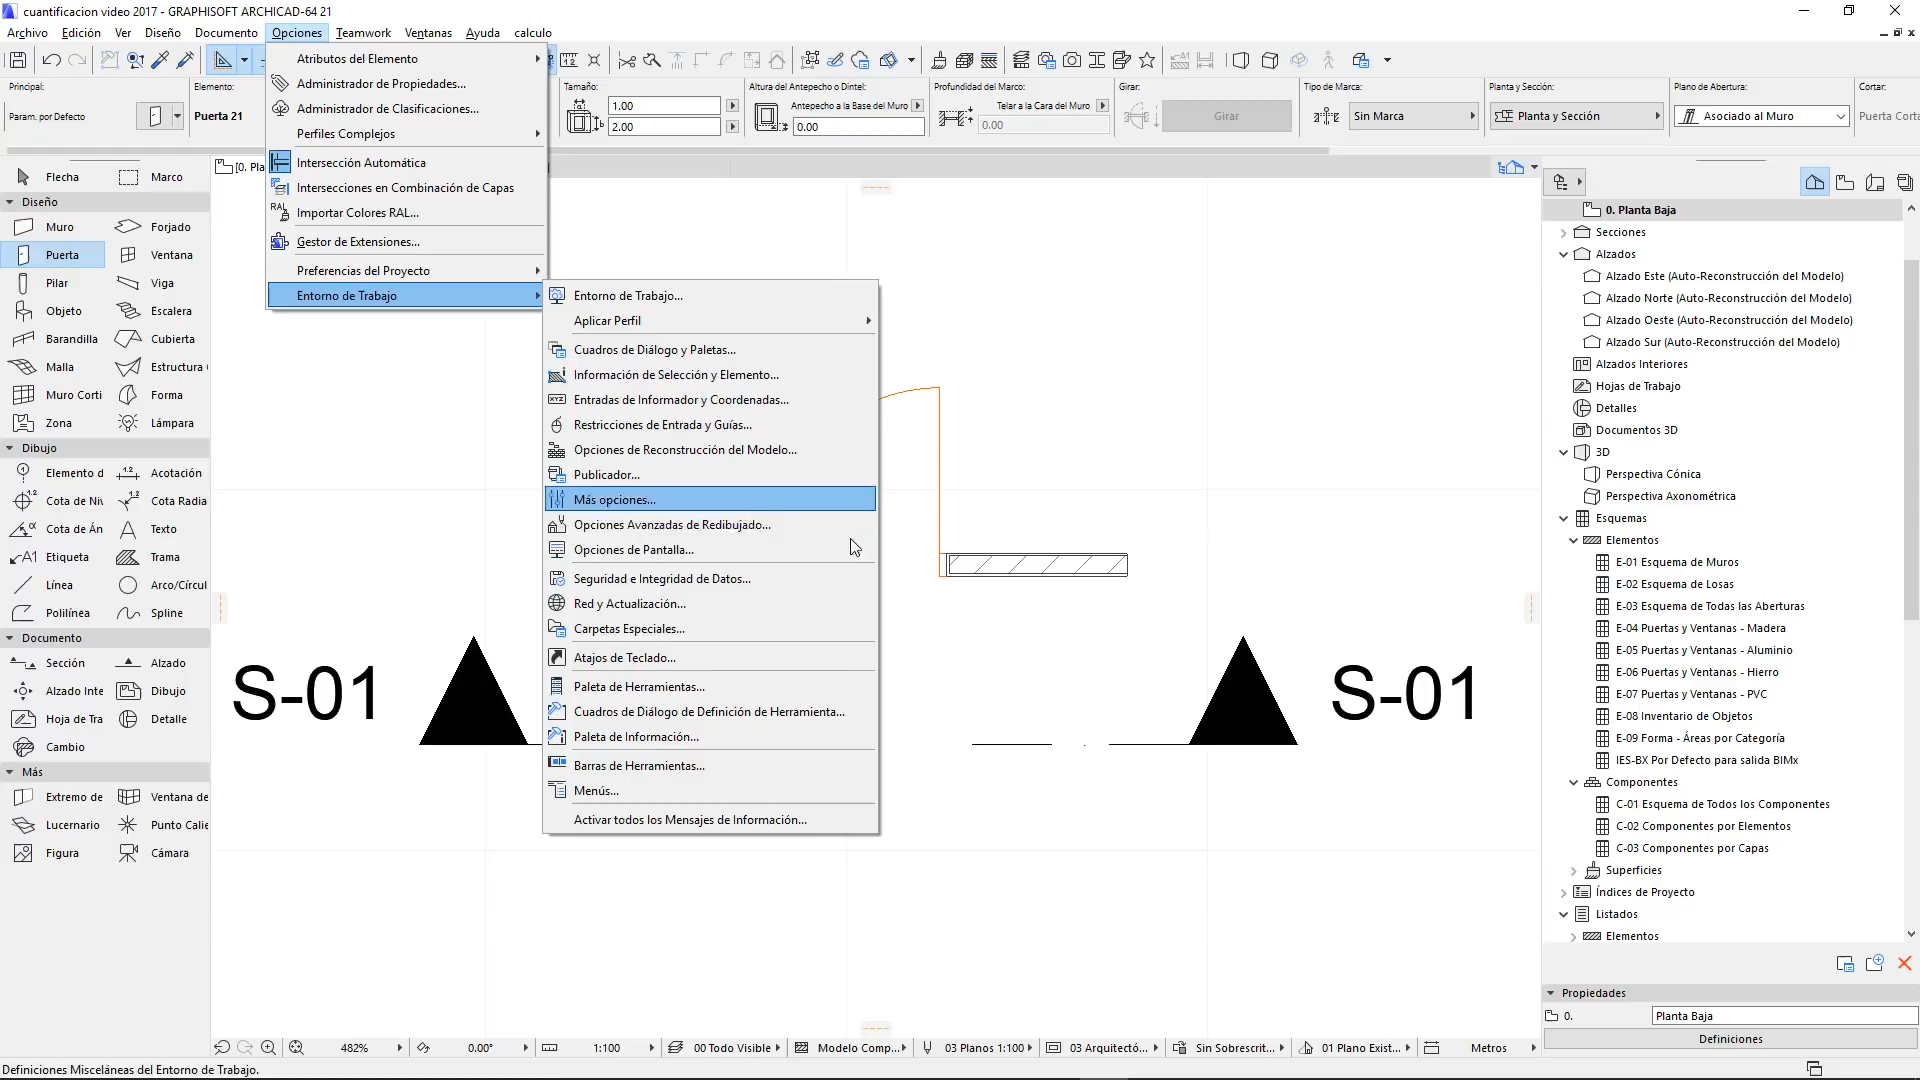 cuantificacion video 2017 - GRAPHISOFT ARCHICAD-64 21
Archivo Edición Ver Diseño Documento Opciones Teamwork Ventanas Ayuda calculo
Principal:
Param. por Defecto
Elemento:
Puerta 21
Tamaño:
1.00
2.00
Altura del Antepecho o Dintel:
Antepecho a la Base del Muro
0.00
Profundidad del Marco:
Telar a la Cara del Muro
0.00
Girar:
Girar
Tipo de Marca:
Sin Marca
Planta y Sección:
Planta y Sección
Plano de Abertura:
Asociado al Muro
Cortar:
Puerta Corta
Atributos del Elemento
Administrador de Propiedades...
Administrador de Clasificaciones...
Perfiles Complejos
Intersección Automática
Intersecciones en Combinación de Capas
RAL
Importar Colores RAL...
Gestor de Extensiones...
Preferencias del Proyecto
Entorno de Trabajo
Entorno de Trabajo...
Aplicar Perfil
Cuadros de Diálogo y Paletas...
Información de Selección y Elemento...
XYZ
Entradas de Informador y Coordenadas...
Restricciones de Entrada y Guías...
Opciones de Reconstrucción del Modelo...
Publicador...
Más opciones...
Opciones Avanzadas de Redibujado...
Opciones de Pantalla...
Seguridad e Integridad de Datos...
Red y Actualización...
Carpetas Especiales...
Atajos de Teclado...
Paleta de Herramientas...
Cuadros de Diálogo de Definición de Herramienta...
Paleta de Información...
Barras de Herramientas...
Menús...
Activar todos los Mensajes de Información...
Flecha Marco
Diseño
Muro Forjado
Puerta Ventana
Pilar Viga
Objeto Escalera
Barandilla Cubierta
Malla Estructura
Muro Corti Forma
Zona Lámpara
Dibujo
Elemento d Acotación
Cota de Niv Cota Radia
Cota de Án Texto
Etiqueta Trama
Línea Arco/Círcul
Polilínea Spline
Documento
Sección Alzado
Alzado Inte Dibujo
Hoja de Tra Detalle
Cambio
Más
Extremo de Ventana de
Lucernario Punto Calie
Figura Cámara
[0. Pla
S-01
S-01
0. Planta Baja
Secciones
Alzados
Alzado Este (Auto-Reconstrucción del Modelo)
Alzado Norte (Auto-Reconstrucción del Modelo)
Alzado Oeste (Auto-Reconstrucción del Modelo)
Alzado Sur (Auto-Reconstrucción del Modelo)
Alzados Interiores
Hojas de Trabajo
Detalles
Documentos 3D
3D
Perspectiva Cónica
Perspectiva Axonométrica
Esquemas
Elementos
E-01 Esquema de Muros
E-02 Esquema de Losas
E-03 Esquema de Todas las Aberturas
E-04 Puertas y Ventanas - Madera
E-05 Puertas y Ventanas - Aluminio
E-06 Puertas y Ventanas - Hierro
E-07 Puertas y Ventanas - PVC
E-08 Inventario de Objetos
E-09 Forma - Áreas por Categoría
IES-BX Por Defecto para salida BIMx
Componentes
C-01 Esquema de Todos los Componentes
C-02 Componentes por Elementos
C-03 Componentes por Capas
Superficies
Índices de Proyecto
Listados
Elementos
Propiedades
0. Planta Baja
Definiciones
482% 0.00° 1:100 00 Todo Visible Modelo Comp... 03 Planos 1:100 03 Arquitectó... Sin Sobrescrit... 01 Plano Exist... Metros
Definiciones Misceláneas del Entorno de Trabajo.